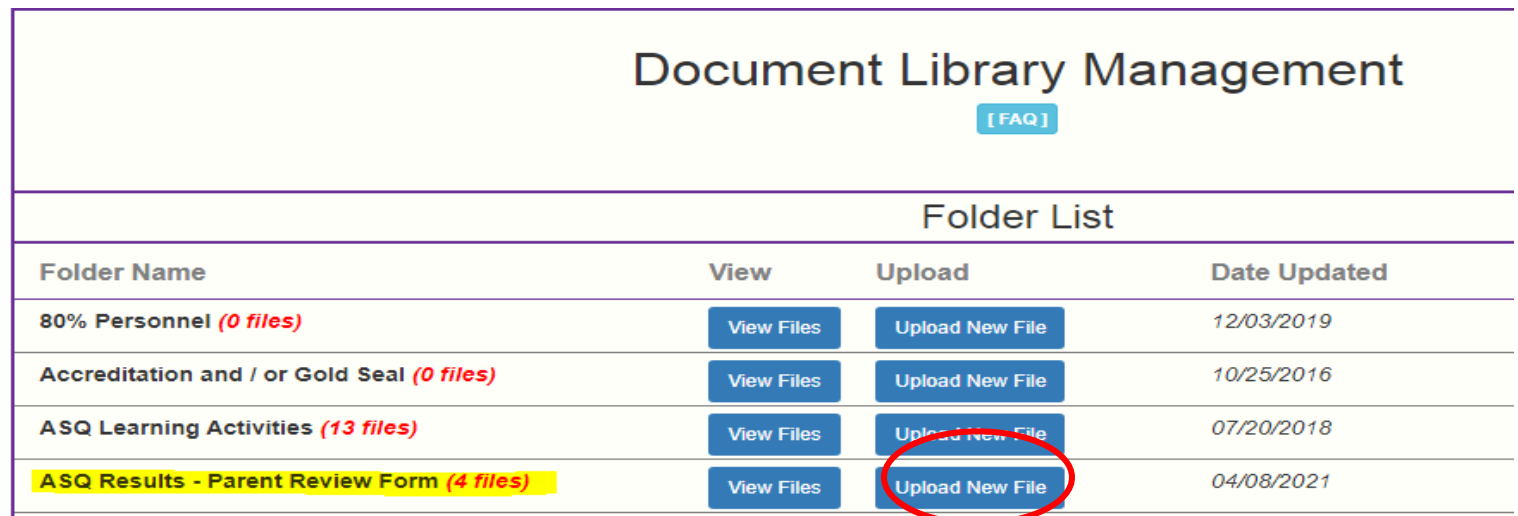 Document Library Management
[ FAQ ]
Folder List
Folder Name View Upload Date Updated
80% Personnel (0 files) View Files Upload New File 12/03/2019
Accreditation and / or Gold Seal (0 files) View Files Upload New File 10/25/2016
ASQ Learning Activities (13 files) View Files Upload New File 07/20/2018
ASQ Results - Parent Review Form (4 files) View Files Upload New File 04/08/2021